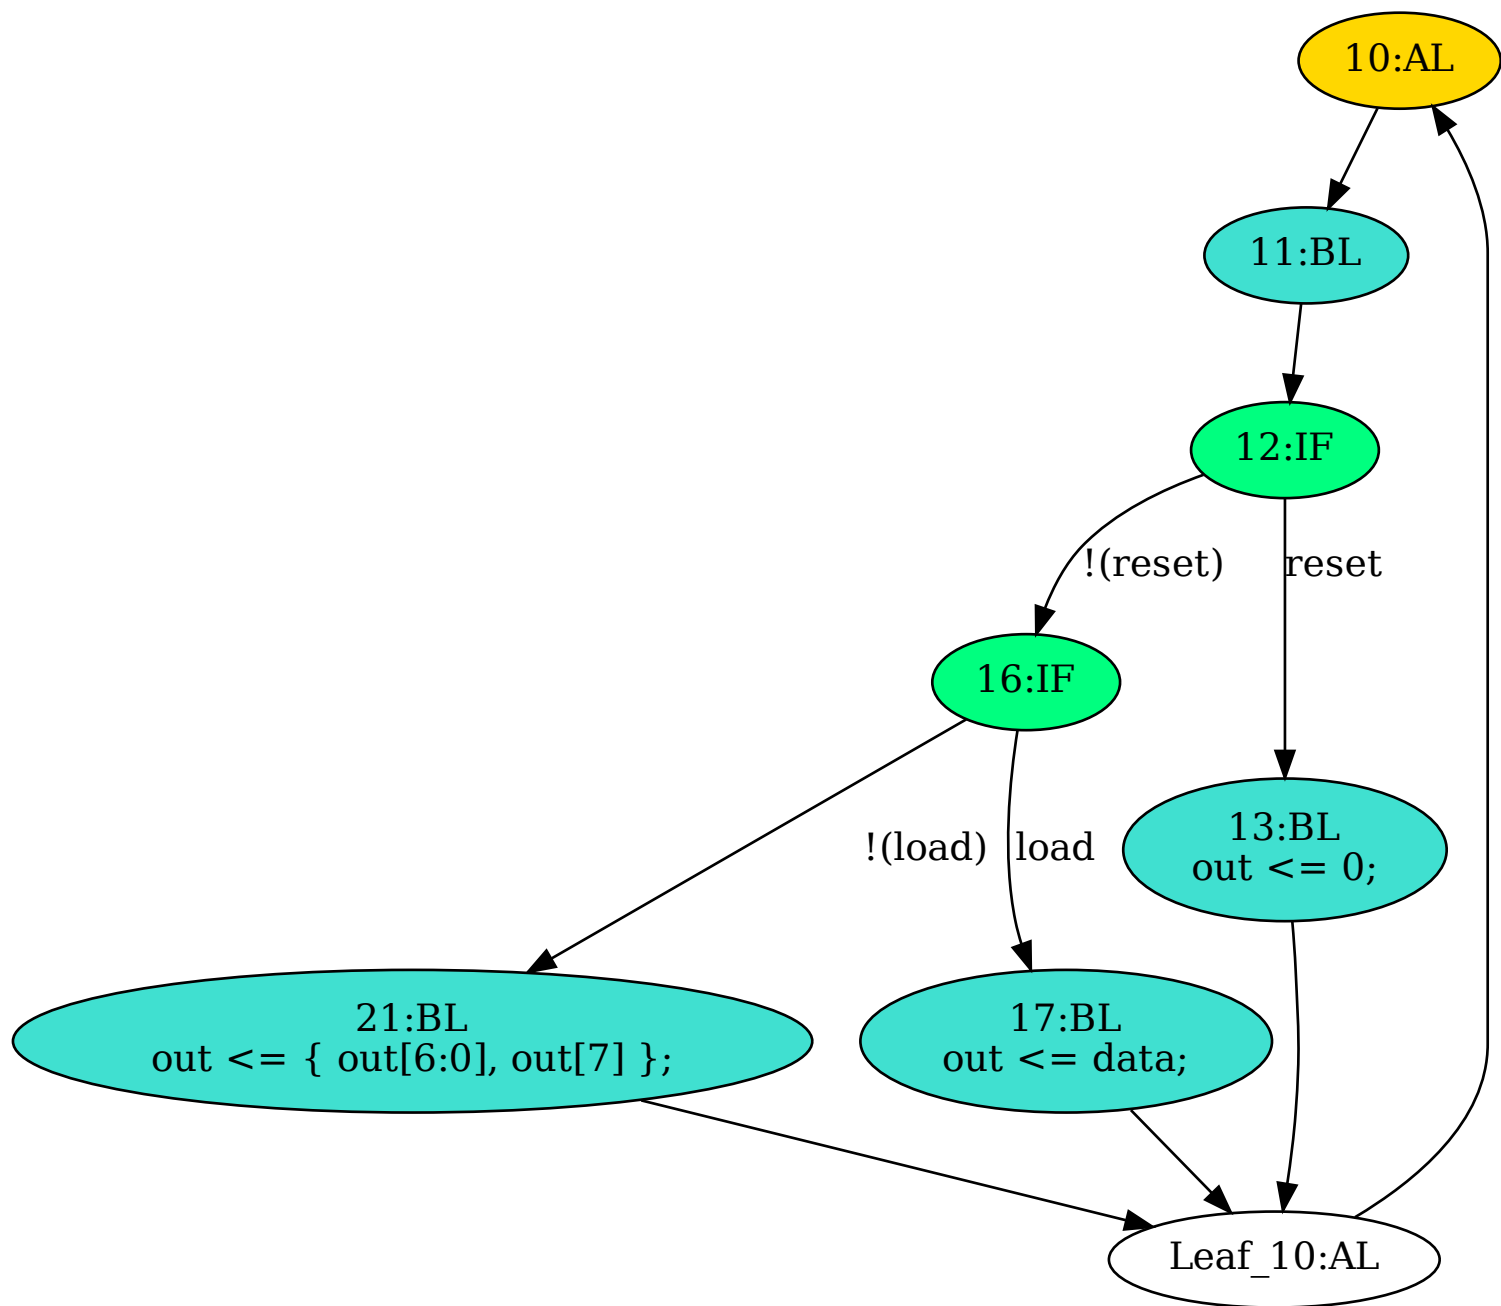 10:AL
11:BL
12:IF
!(reset)
reset
16:IF
!(load)
load
13:BL
out <= 0;
21:BL
out <= { out[6:0], out[7] };
17:BL
out <= data;
Leaf_10:AL